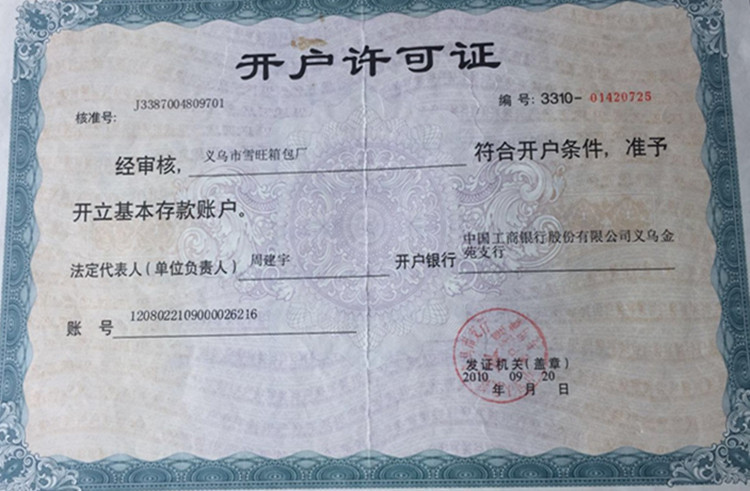 开户许可证
核准号: J3387004809701
编号: 3310-01420725
经审核, 义乌市雪旺箱包厂 符合开户条件, 准予
开立基本存款账户。
法定代表人(单位负责人) 周建宇 开户银行 中国工商银行股份有限公司义乌金
苑支行
账号 1208022109000026216
发证机关(盖章)
2010 年 09 月 20 日